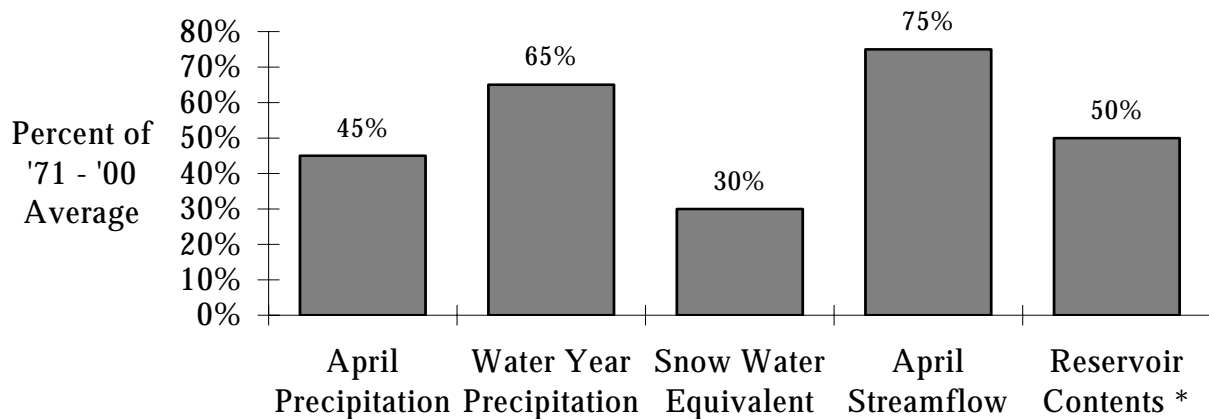 Percent of
'71 - '00
Average
80%
70%
60%
50%
40%
30%
20%
10%
0%
45%
65%
30%
75%
50%
April
Precipitation
Water Year
Precipitation
Snow Water
Equivalent
April
Streamflow
Reservoir
Contents *